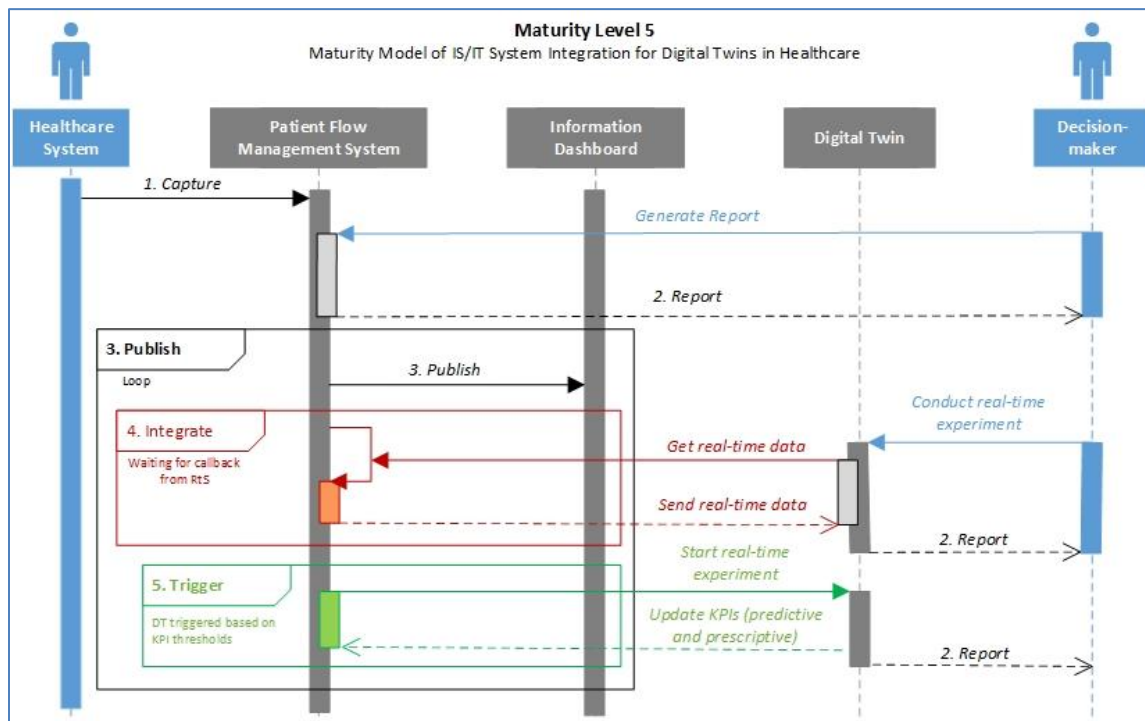 Maturity Level 5
Maturity Model of IS/IT System Integration for Digital Twins in Healthcare
Healthcare
System
Patient Flow
Management System
Information
Dashboard
Digital Twin
Decision-
maker
1. Capture
Generate Report
2. Report
3. Publish
Loop
3. Publish
4. Integrate
Waiting for callback
from RtS
Conduct real-time
experiment
Get real-time data
Send real-time data
2. Report
5. Trigger
DT triggered based on
KPI thresholds
Start real-time
experiment
Update KPIs (predictive
and prescriptive)
2. Report